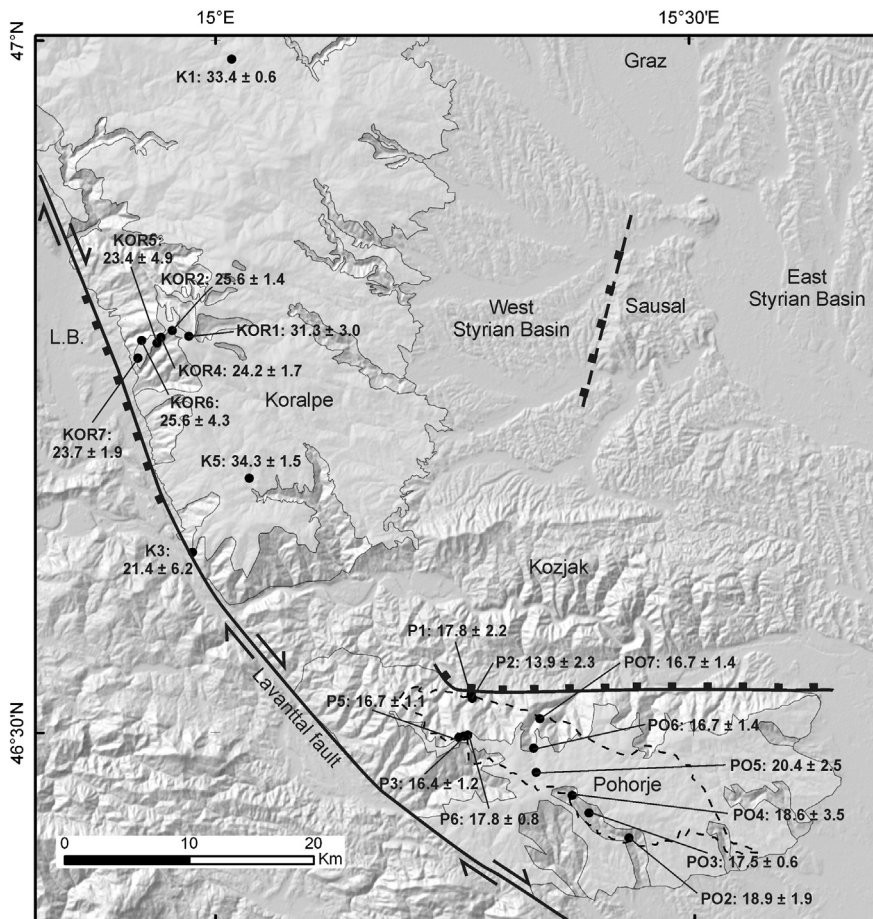 15°E
15°30'E
47°N
Graz
K1: 33.4 ± 0.6
KOR5:
23.4 ± 4.9
KOR2: 25.6 ± 1.4
East
Styrian Basin
West
Styrian Basin
Sausal
KOR1: 31.3 ± 3.0
L.B.
KOR4: 24.2 ± 1.7
Koralpe
KOR6:
25.6 ± 4.3
KOR7:
23.7 ± 1.9
K5: 34.3 ± 1.5
K3:
21.4 ± 6.2
Kozjak
P1: 17.8 ± 2.2
P2: 13.9 ± 2.3
PO7: 16.7 ± 1.4
Lavanttal fault
P5: 16.7 ± 1.1
PO6: 16.7 ± 1.4
46°30'N
PO5: 20.4 ± 2.5
P3: 16.4 ± 1.2
Pohorje
P6: 17.8 ± 0.8
PO4: 18.6 ± 3.5
0
10
20
Km
PO3: 17.5 ± 0.6
PO2: 18.9 ± 1.9